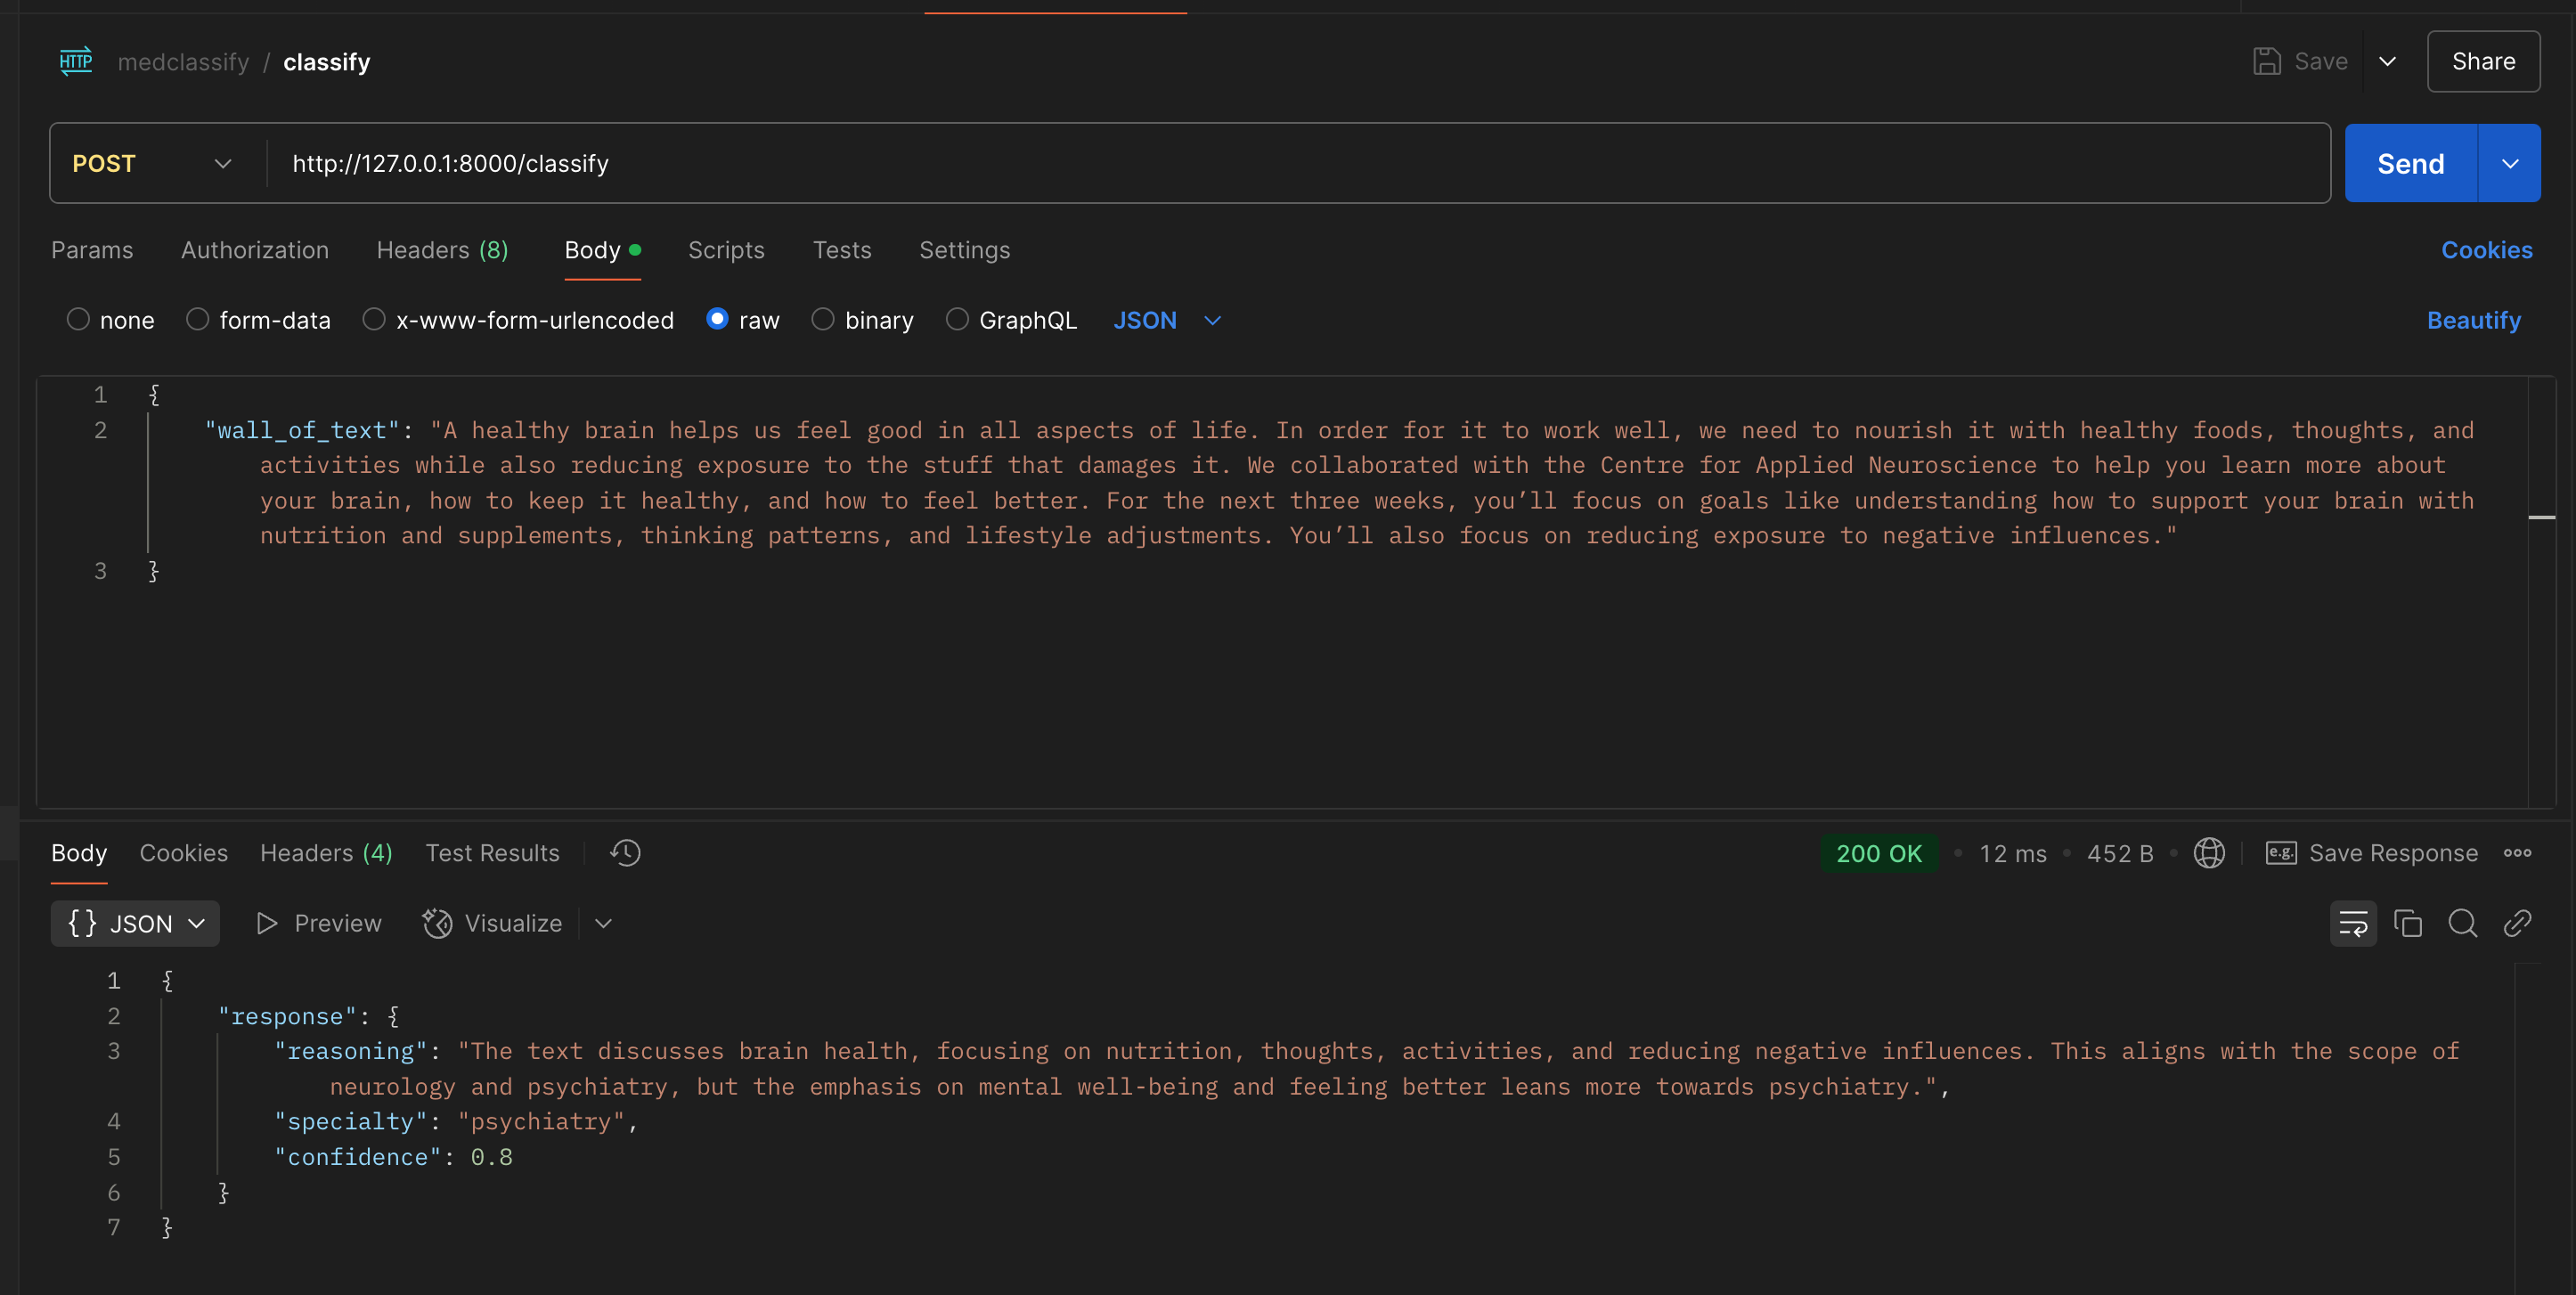 HTTP medclassify / classify Save Share
POST http://127.0.0.1:8000/classify Send
Params Authorization Headers (8) Body Scripts Tests Settings Cookies
none form-data x-www-form-urlencoded raw binary GraphQL JSON Beautify
1 {
2 "wall_of_text": "A healthy brain helps us feel good in all aspects of life. In order for it to work well, we need to nourish it with healthy foods, thoughts, and
activities while also reducing exposure to the stuff that damages it. We collaborated with the Centre for Applied Neuroscience to help you learn more about
your brain, how to keep it healthy, and how to feel better. For the next three weeks, you’ll focus on goals like understanding how to support your brain with
nutrition and supplements, thinking patterns, and lifestyle adjustments. You’ll also focus on reducing exposure to negative influences."
3 }
Body Cookies Headers (4) Test Results 200 OK • 12 ms • 452 B • e.g. Save Response
{} JSON Preview Visualize
1 {
2 "response": {
3 "reasoning": "The text discusses brain health, focusing on nutrition, thoughts, activities, and reducing negative influences. This aligns with the scope of
neurology and psychiatry, but the emphasis on mental well-being and feeling better leans more towards psychiatry.",
4 "specialty": "psychiatry",
5 "confidence": 0.8
6 }
7 }